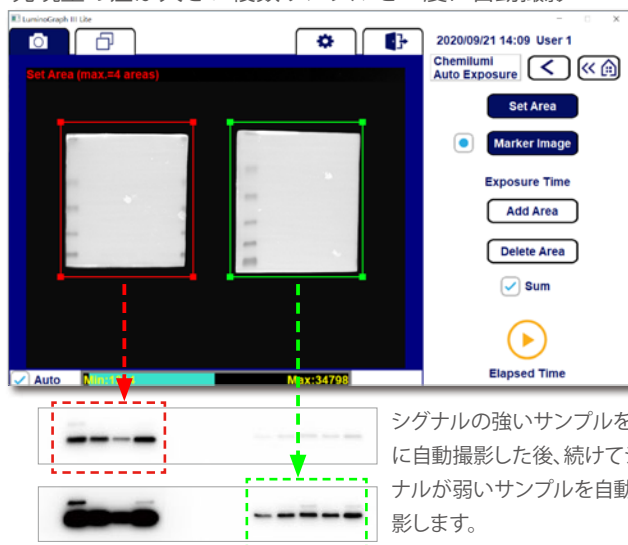 LuminoGraph III Lite
2020/09/21 14:09 User 1
Chemilumi
Auto Exposure
Set Area (max.=4 areas)
Set Area
Marker Image
Exposure Time
Add Area
Delete Area
Sum
Elapsed Time
Auto
Max:34798
シグナルの強いサンプルを
に自動撮影した後、続けて
ナルが弱いサンプルを自動
影します。